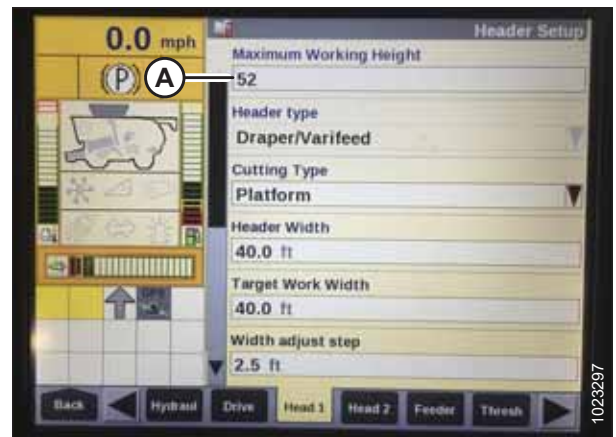 0.0 mph
(P)
A
Header Setup
Maximum Working Height
52
Header type
Draper/Varifeed
Cutting Type
Platform
Header Width
40.0 ft
Target Work Width
40.0 ft
Width adjust step
2.5 ft
GPS
Back
Hydraul
Drive
Head 1
Head 2
Feeder
Thresh
1023297